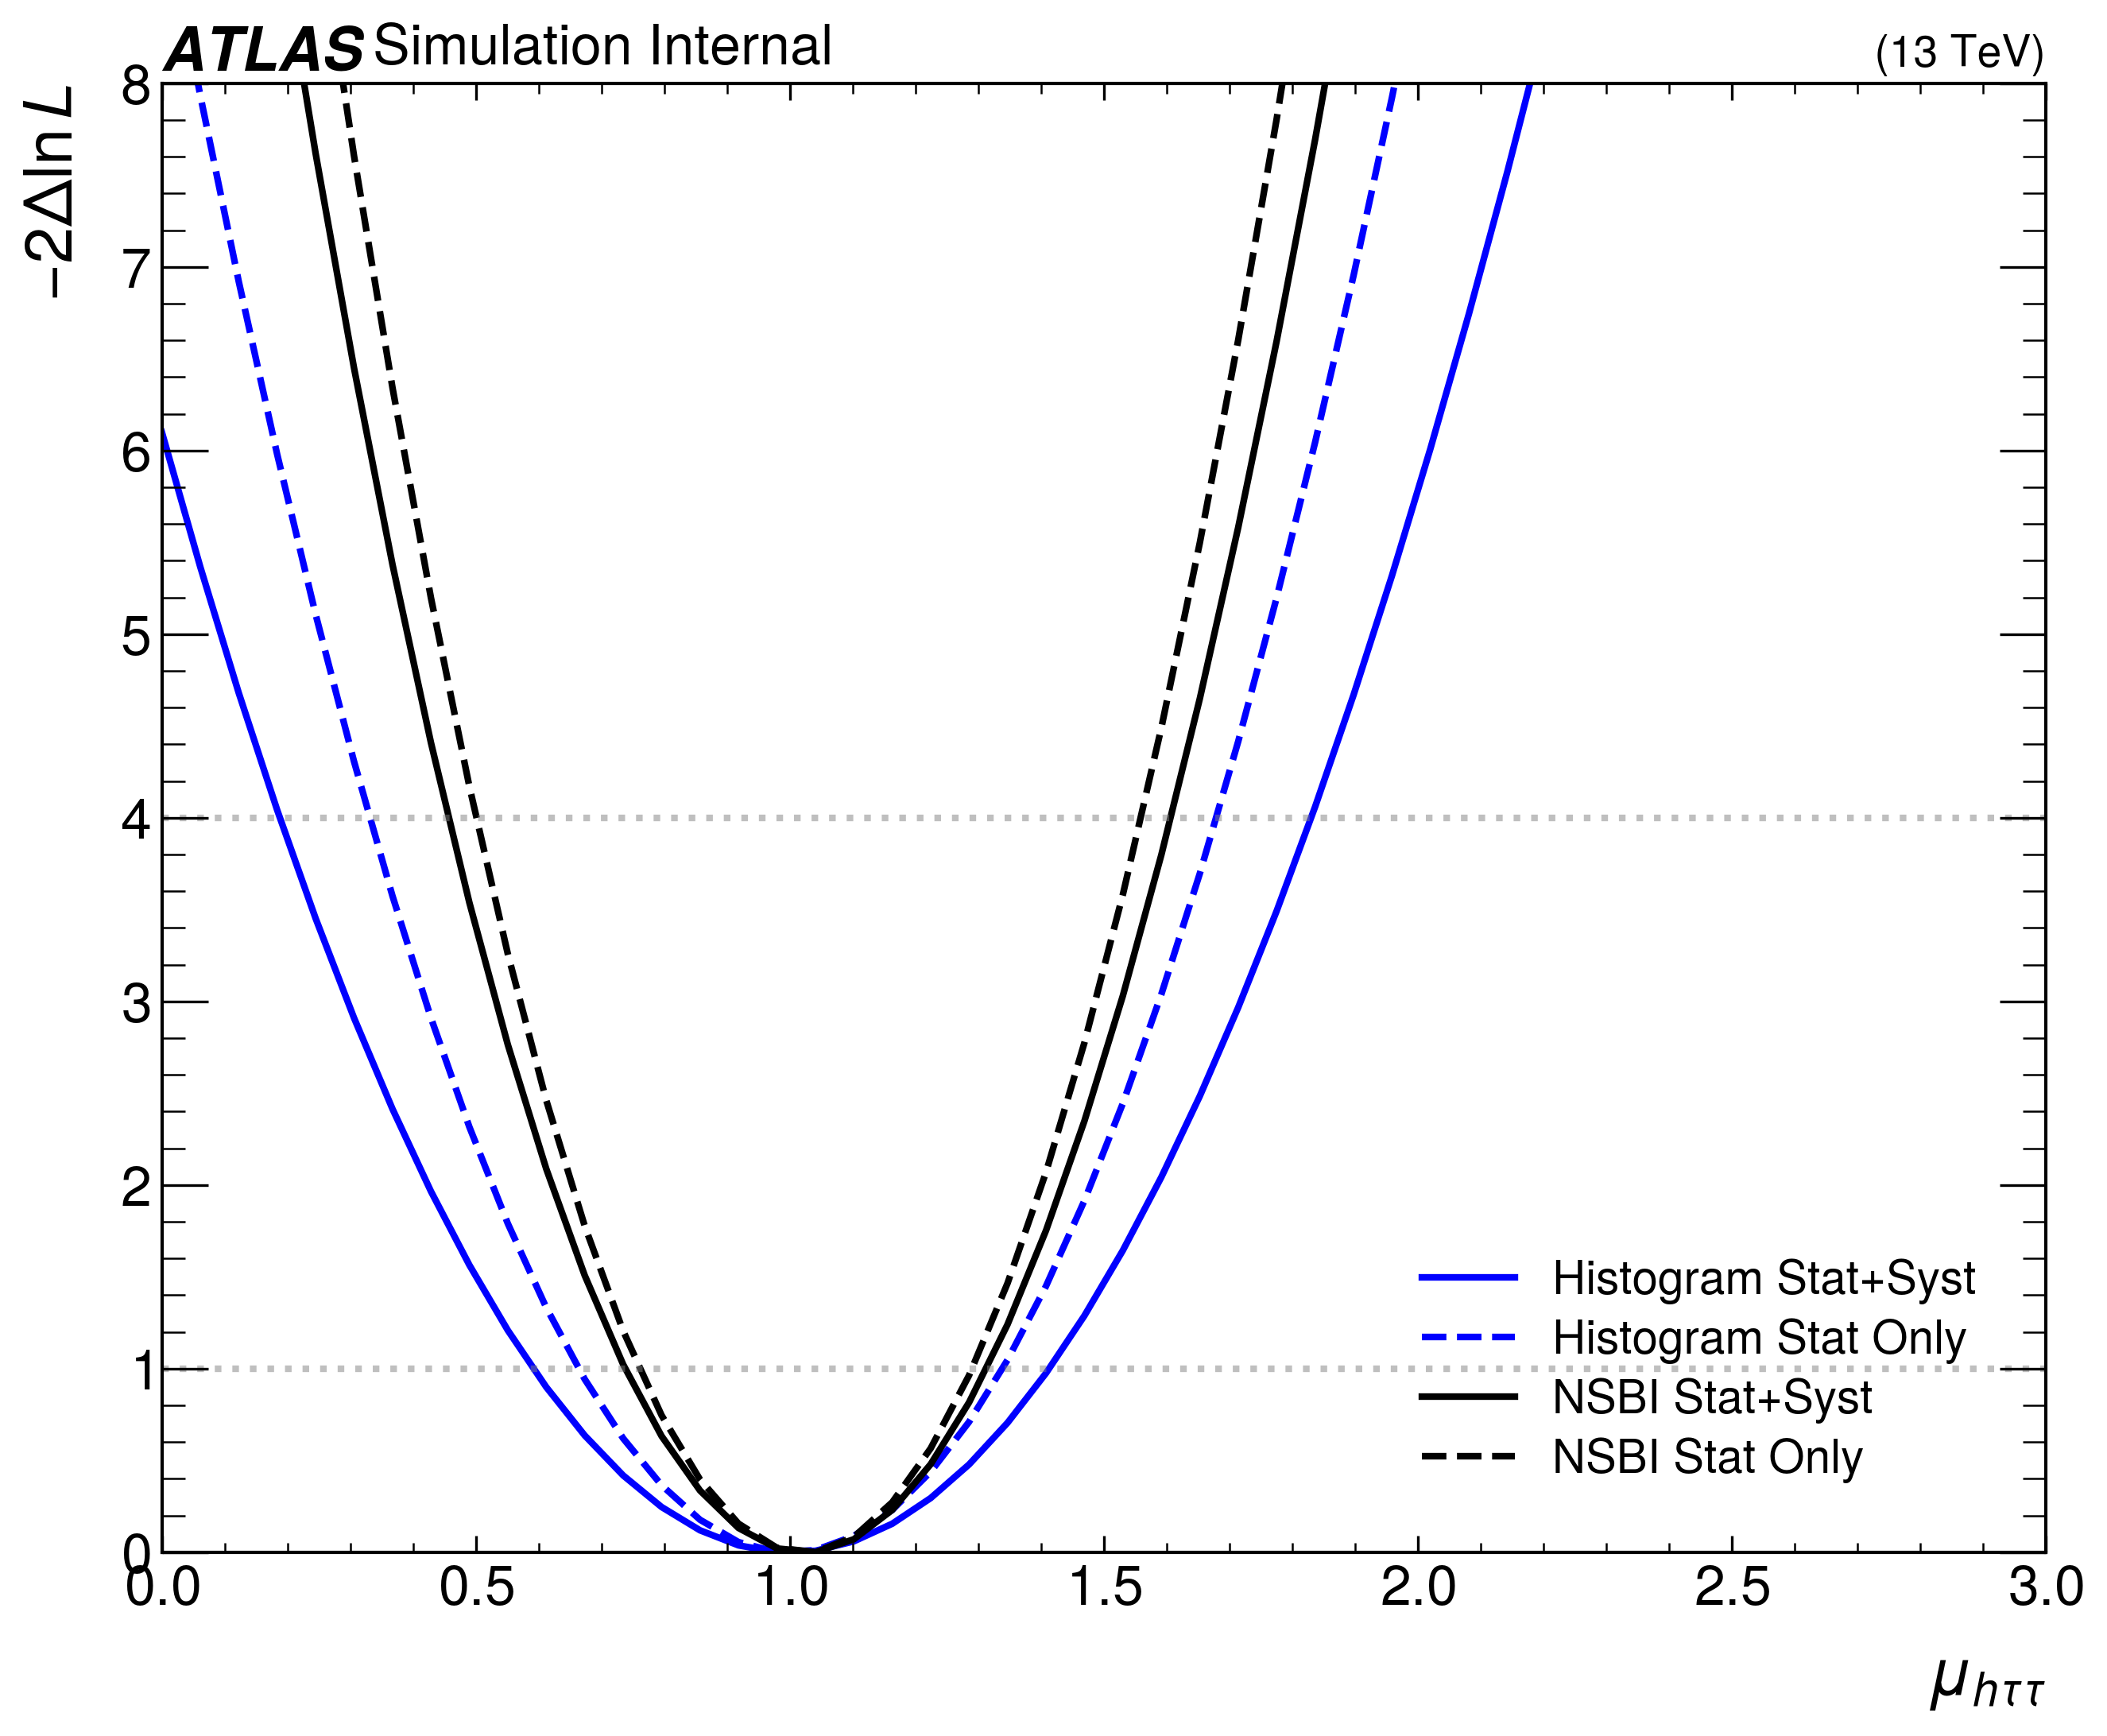 ATLAS Simulation Internal
(13 TeV)
−2Δln L
8
7
6
5
4
3
2
1
0
0.0 0.5 1.0 1.5 2.0 2.5 3.0
Histogram Stat+Syst
Histogram Stat Only
NSBI Stat+Syst
NSBI Stat Only
μhττ